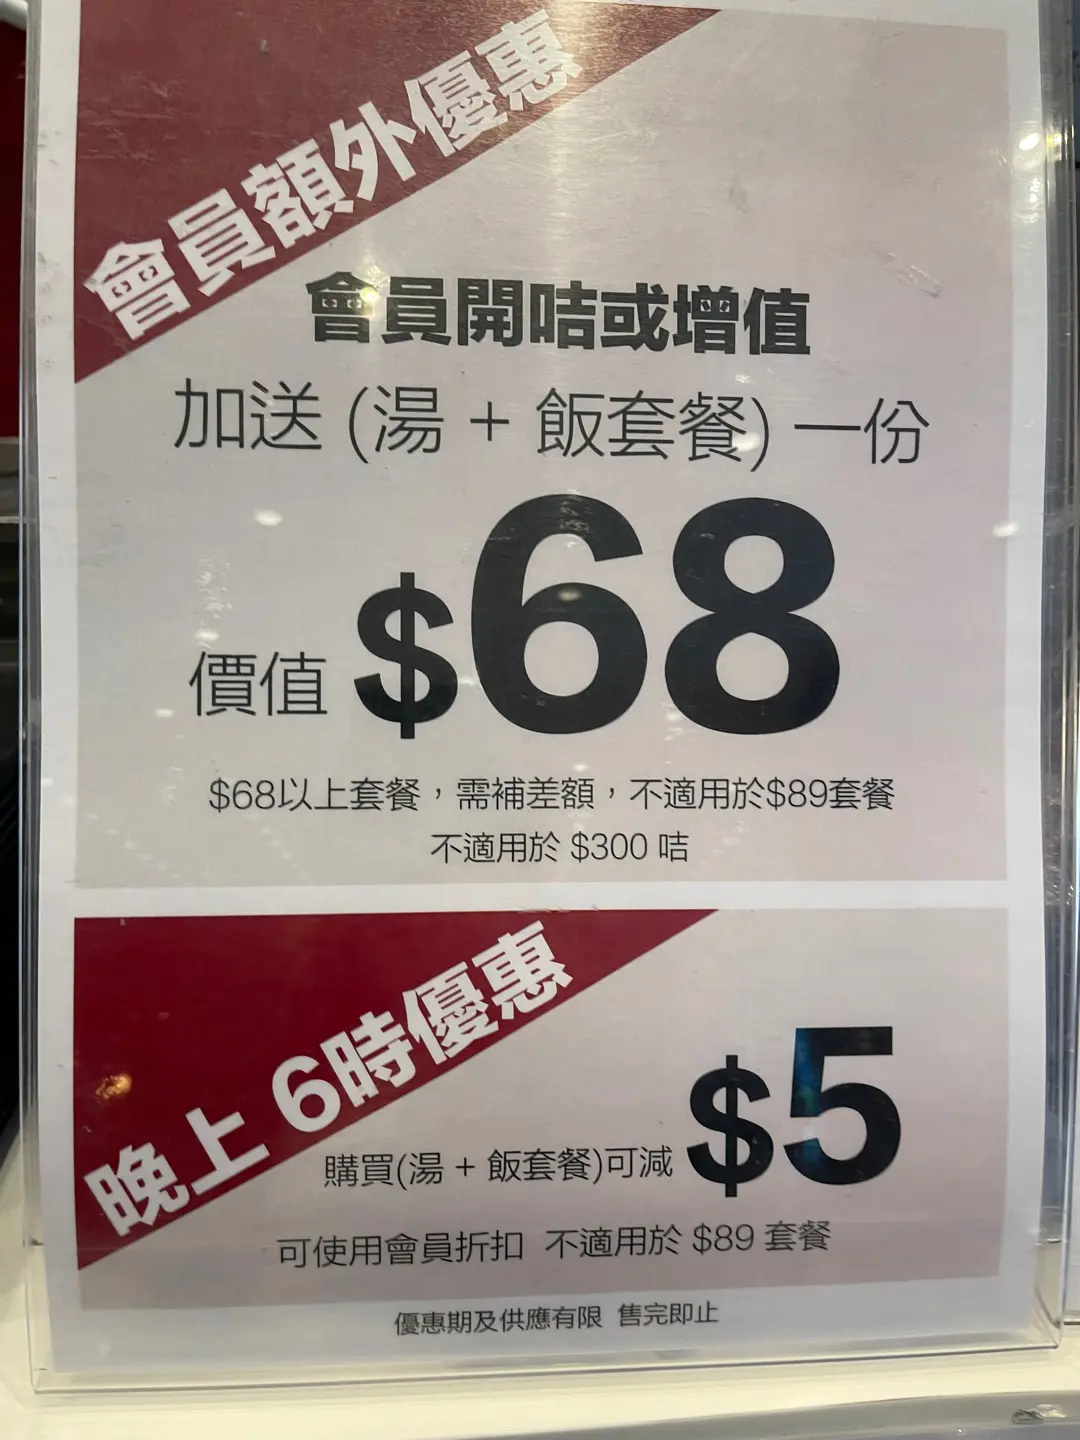 會員額外優惠
會員開咭或增值
加送 (湯 + 飯套餐) 一份
價值 $68
$68以上套餐，需補差額，不適用於$89套餐
不適用於 $300 咭
晚上 6時優惠
購買(湯 + 飯套餐)可減 $5
可使用會員折扣 不適用於 $89 套餐
優惠期及供應有限 售完即止